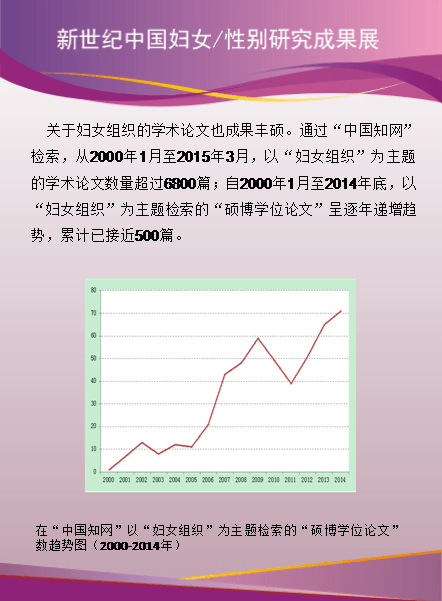 新世纪中国妇女/性别研究成果展
关于妇女组织的学术论文也成果丰硕。通过“中国知网”
检索，从2000年1月至2015年3月，以“妇女组织”为主题
的学术论文数量超过6800篇；自2000年1月至2014年底，以
“妇女组织”为主题检索的“硕博学位论文”呈逐年递增趋
势，累计已接近500篇。
80
70
60
50
40
30
20
10
0
2000 2001 2002 2003 2004 2005 2006 2007 2008 2009 2010 2011 2012 2013 2014
在“中国知网”以“妇女组织”为主题检索的“硕博学位论文”
数趋势图（2000-2014年）